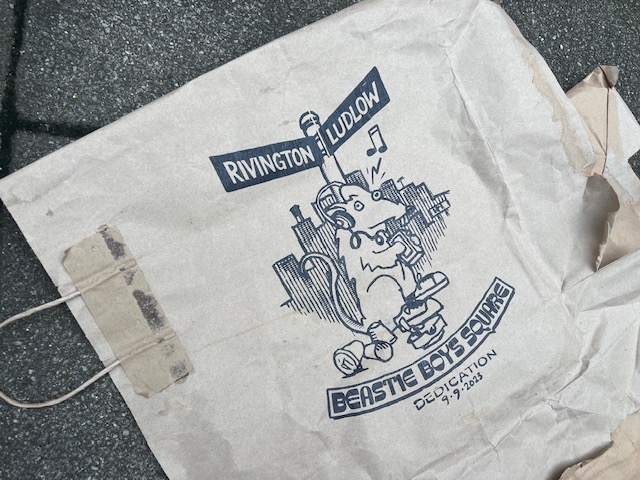 RIVINGTON
LUDLOW
BEASTIE BOYS SQUARE
DEDICATION
9.9.2023